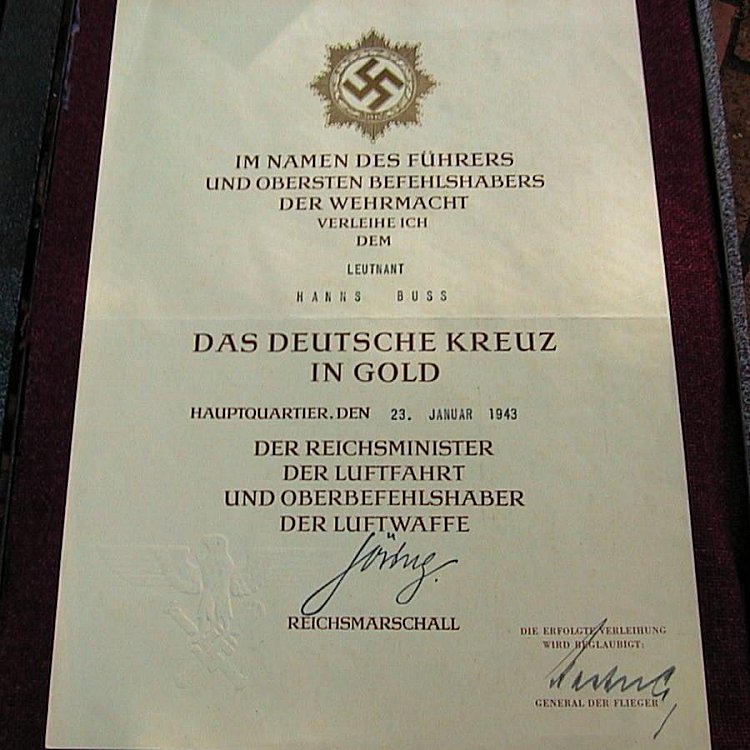 IM NAMEN DES FÜHRERS
UND OBERSTEN BEFEHLSHABERS
DER WEHRMACHT
VERLEIHE ICH
DEM
LEUTNANT
HANNS BUSS
DAS DEUTSCHE KREUZ
IN GOLD
HAUPTQUARTIER. DEN 23. JANUAR 1943
DER REICHSMINISTER
DER LUFTFAHRT
UND OBERBEFEHLSHABER
DER LUFTWAFFE
Göring.
REICHSMARSCHALL
DIE ERFOLGTE VERLEIHUNG
WIRD BEGLAUBIGT:
GENERAL DER FLIEGER